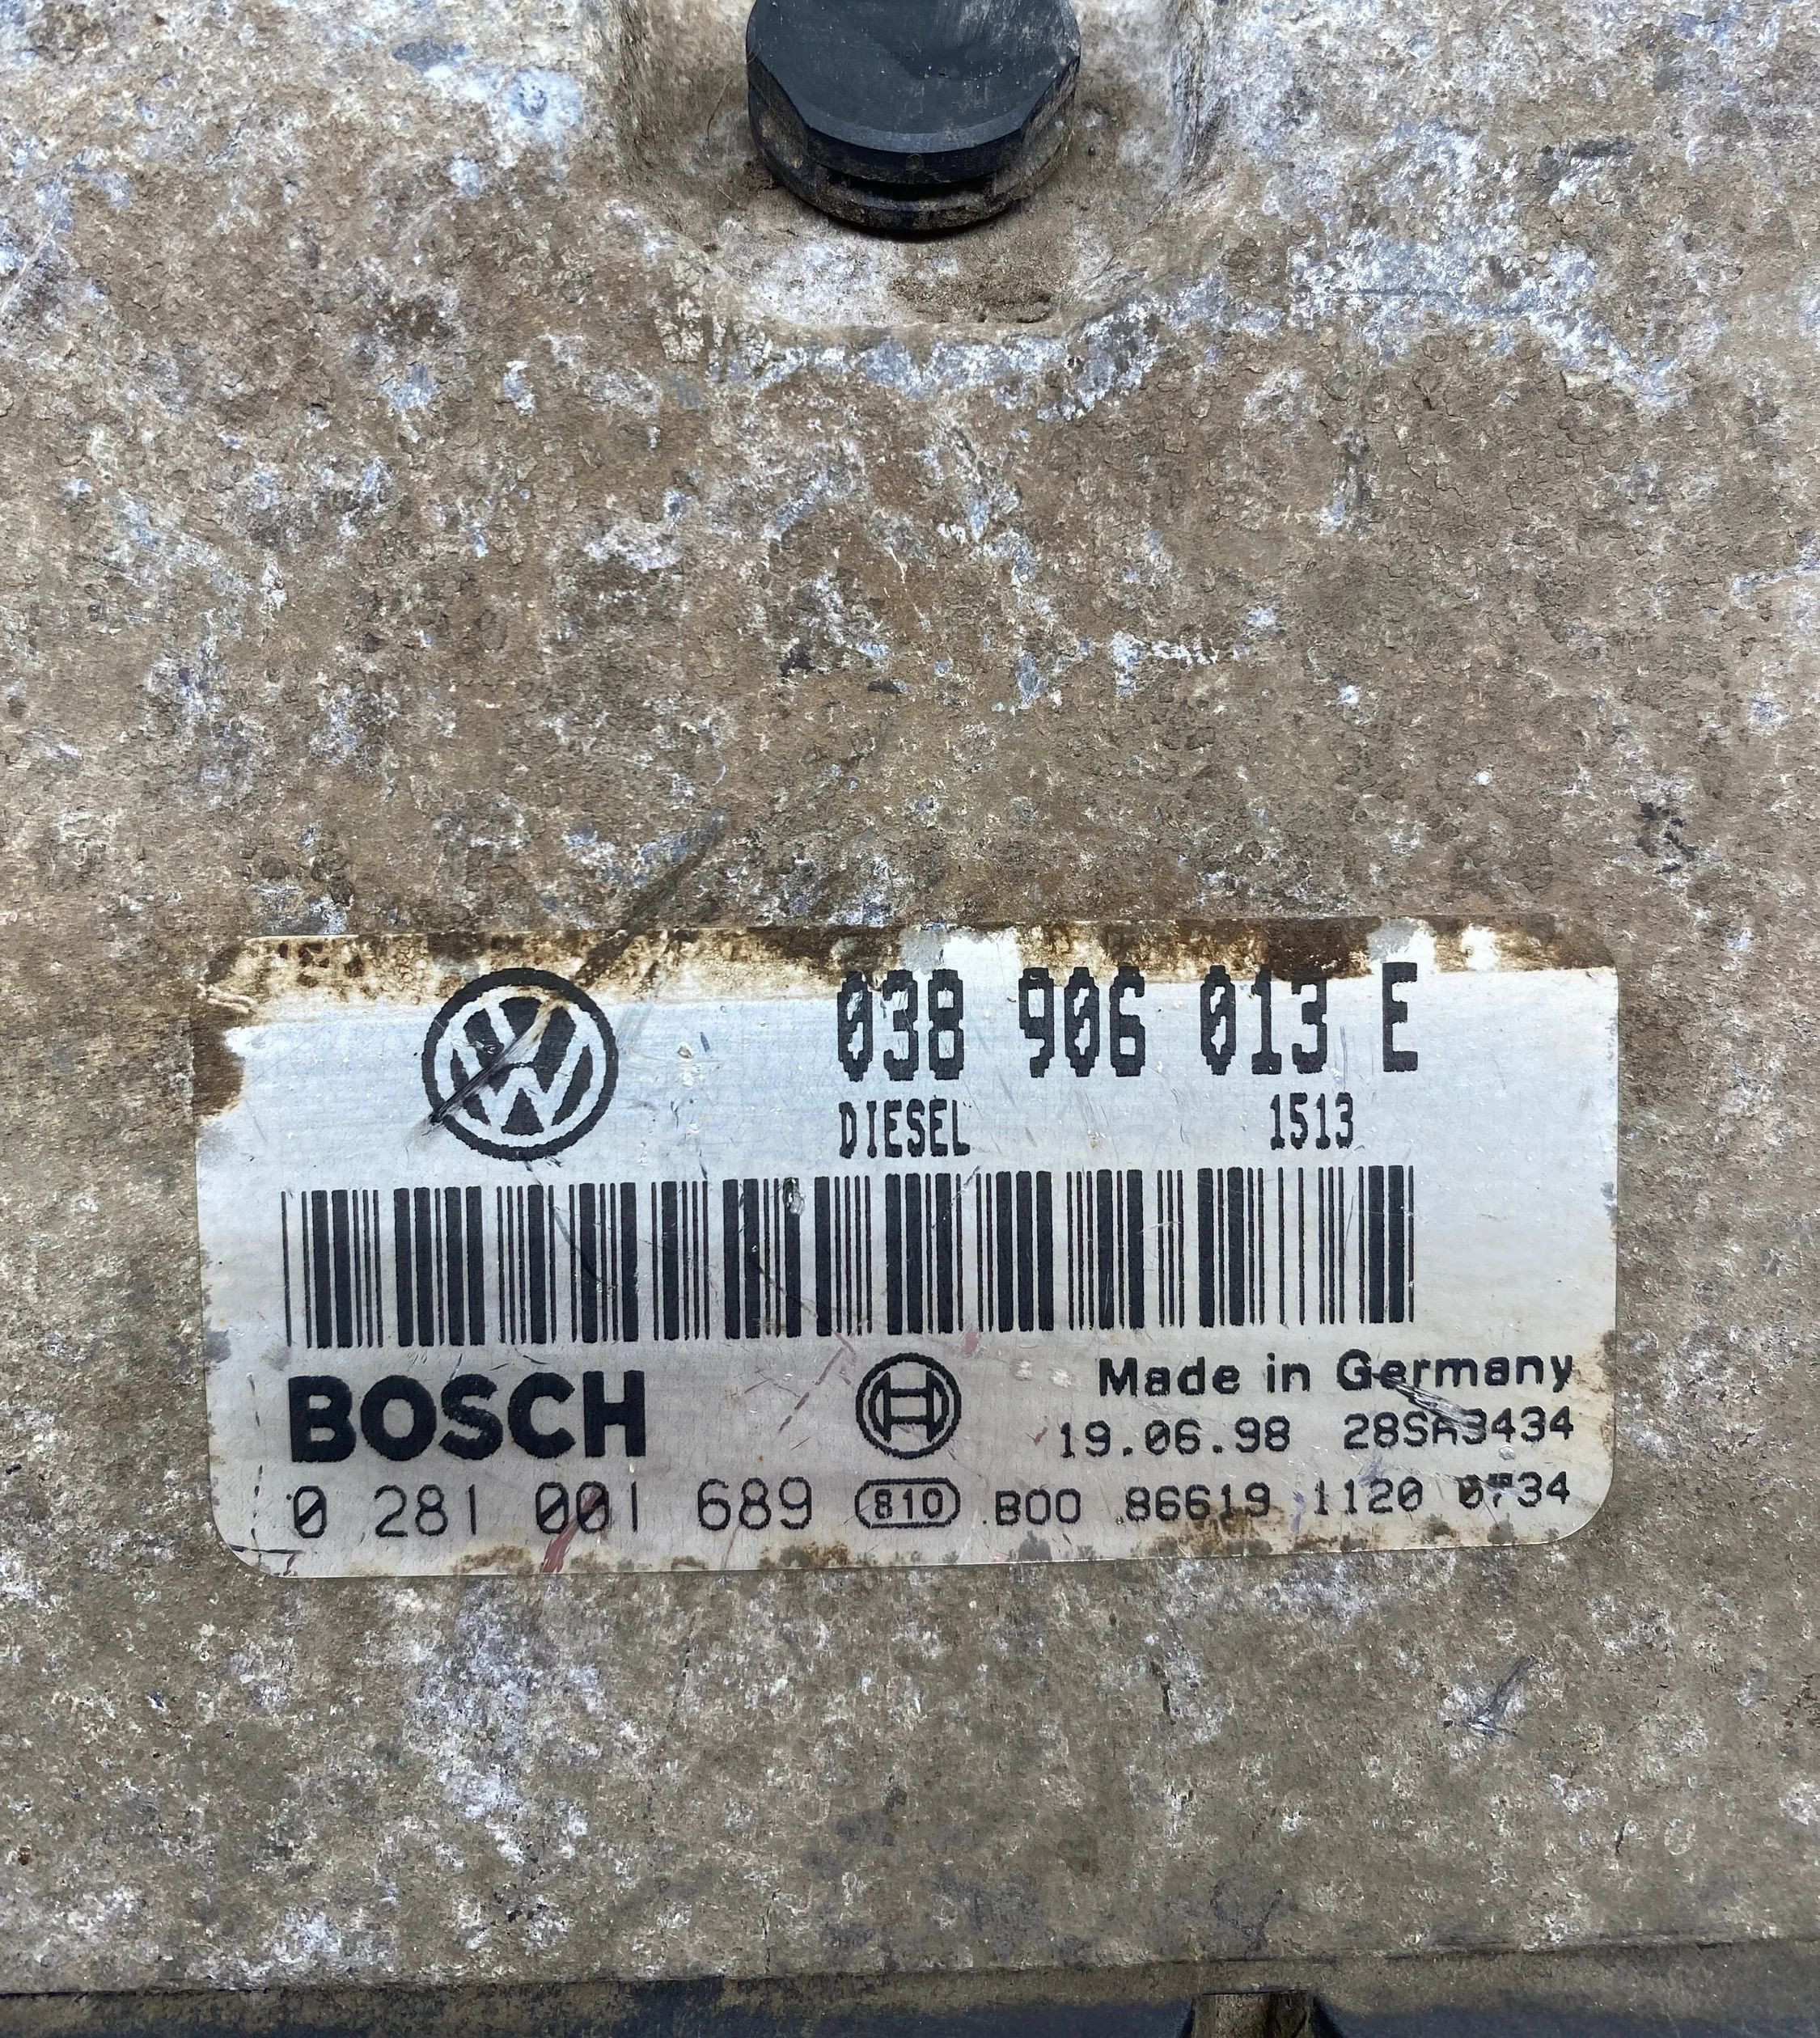 038 906 013 E
DIESEL 1513
BOSCH
Made in Germany
19.06.98 28SA3434
0 281 001 689 810 B00 86619 1120 0734